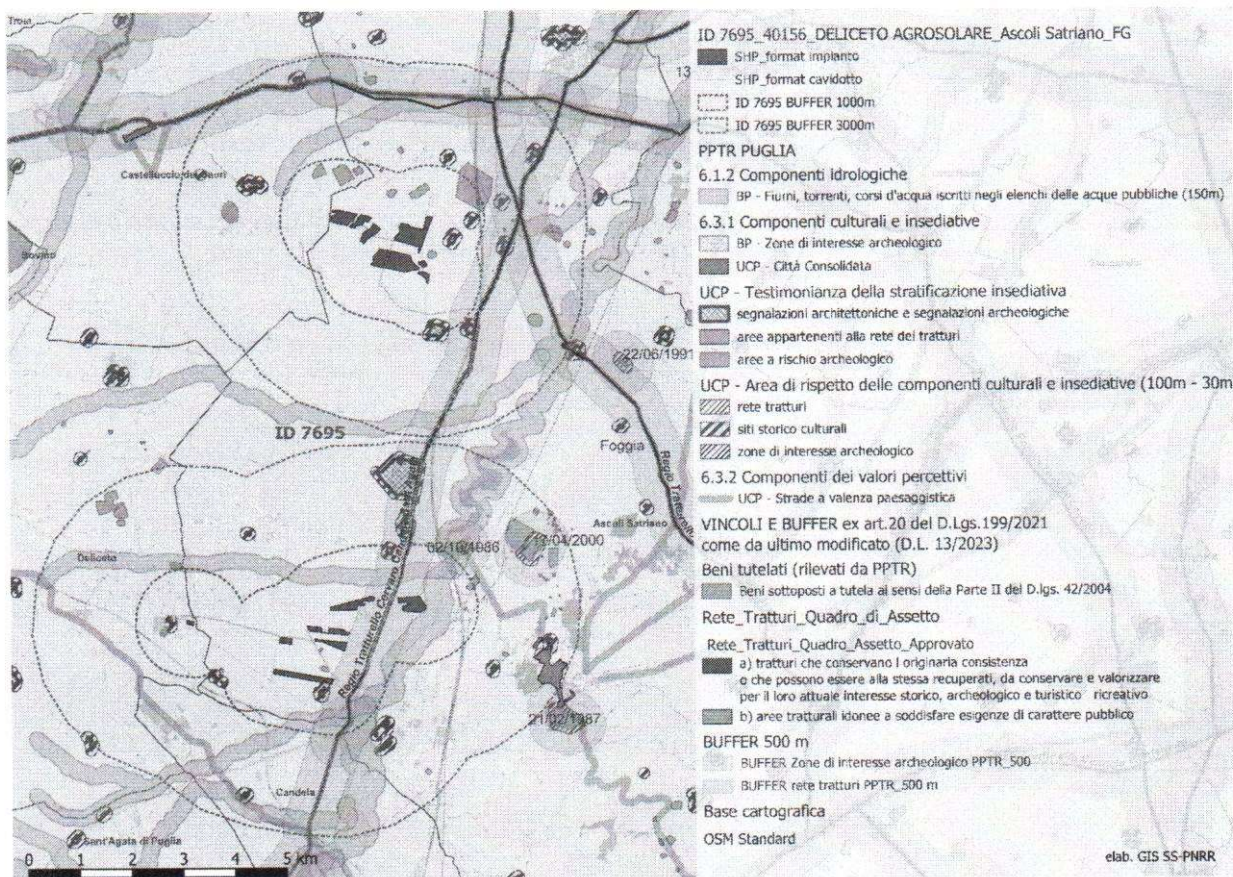 Troia
13
Castelluccio dei Sauri
Bovino
22/06/1991
ID 7695
Foggia
Regio Tratturello
Ascoli Satriano
02/10/1986
17/04/2000
Deliceto
Regio Tratturello Cervaro
21/02/1987
Candela
Sant'Agata di Puglia
0 1 2 3 4 5 km
ID 7695_40156_DELICETO AGROSOLARE_Ascoli Satriano_FG
SHP_format impianto
SHP_format cavidotto
ID 7695 BUFFER 1000m
ID 7695 BUFFER 3000m
PPTR PUGLIA
6.1.2 Componenti idrologiche
BP - Fiumi, torrenti, corsi d'acqua iscritti negli elenchi delle acque pubbliche (150m)
6.3.1 Componenti culturali e insediative
BP - Zone di interesse archeologico
UCP - Città Consolidata
UCP - Testimonianza della stratificazione insediativa
segnalazioni architettoniche e segnalazioni archeologiche
aree appartenenti alla rete dei tratturi
aree a rischio archeologico
UCP - Area di rispetto delle componenti culturali e insediative (100m - 30m
rete tratturi
siti storico culturali
zone di interesse archeologico
6.3.2 Componenti dei valori percettivi
UCP - Strade a valenza paesaggistica
VINCOLI E BUFFER ex art.20 del D.Lgs.199/2021
come da ultimo modificato (D.L. 13/2023)
Beni tutelati (rilevati da PPTR)
Beni sottoposti a tutela ai sensi della Parte II del D.lgs. 42/2004
Rete_Tratturi_Quadro_di_Assetto
Rete_Tratturi_Quadro_Assetto_Approvato
a) tratturi che conservano l originaria consistenza
o che possono essere alla stessa recuperati, da conservare e valorizzare
per il loro attuale interesse storico, archeologico e turistico ricreativo
b) aree tratturali idonee a soddisfare esigenze di carattere pubblico
BUFFER 500 m
BUFFER Zone di interesse archeologico PPTR_500
BUFFER rete tratturi PPTR_500 m
Base cartografica
OSM Standard
elab. GIS SS-PNRR